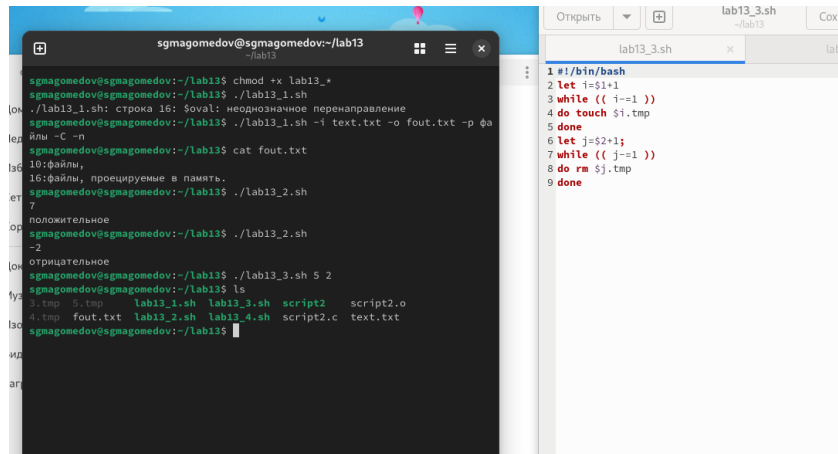 sgmagomedov@sgmagomedov:~/lab13
~/lab13
sgmagomedov@sgmagomedov:~/lab13$ chmod +x lab13_*
sgmagomedov@sgmagomedov:~/lab13$ ./lab13_1.sh
./lab13_1.sh: строка 16: $oval: неоднозначное перенаправление
sgmagomedov@sgmagomedov:~/lab13$ ./lab13_1.sh -i text.txt -o fout.txt -p фа
йлы -C -n
sgmagomedov@sgmagomedov:~/lab13$ cat fout.txt
10:файлы,
16:файлы, проецируемые в память.
sgmagomedov@sgmagomedov:~/lab13$ ./lab13_2.sh
7
положительное
sgmagomedov@sgmagomedov:~/lab13$ ./lab13_2.sh
-2
отрицательное
sgmagomedov@sgmagomedov:~/lab13$ ./lab13_3.sh 5 2
sgmagomedov@sgmagomedov:~/lab13$ ls
3.tmp 5.tmp lab13_1.sh lab13_3.sh script2 script2.o
4.tmp fout.txt lab13_2.sh lab13_4.sh script2.c text.txt
sgmagomedov@sgmagomedov:~/lab13$
Открыть
lab13_3.sh
~/lab13
lab13_3.sh
1 #!/bin/bash
2 let i=$1+1
3 while (( i-=1 ))
4 do touch $i.tmp
5 done
6 let j=$2+1;
7 while (( j-=1 ))
8 do rm $j.tmp
9 done